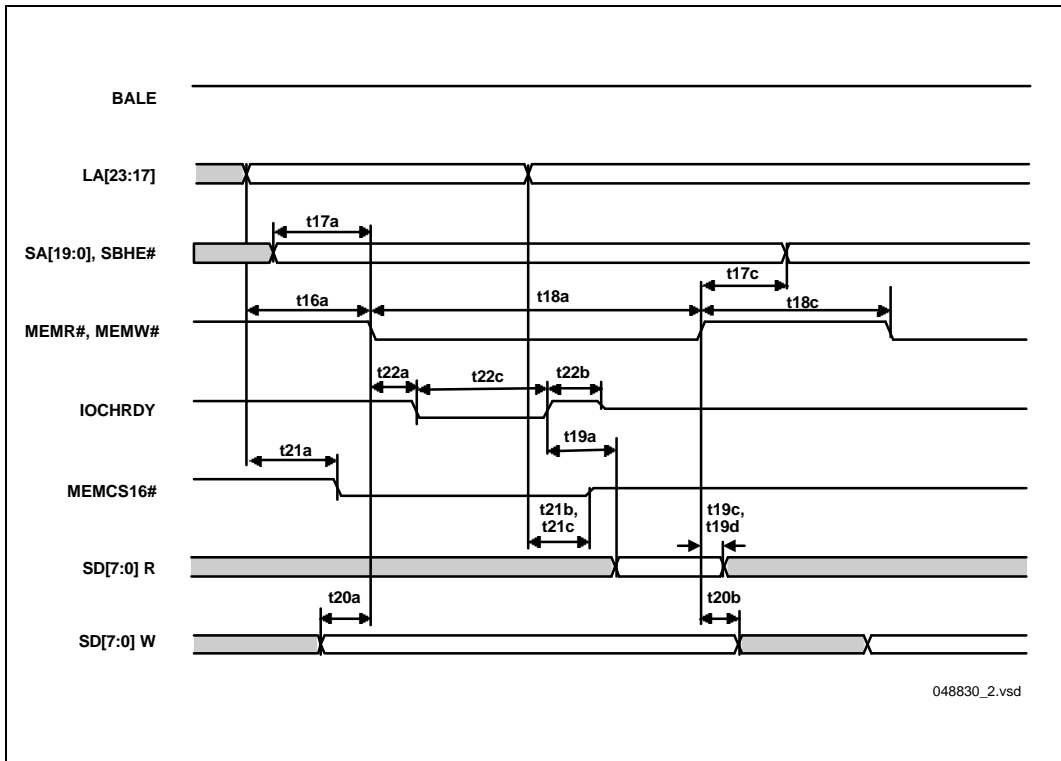 BALE
LA[23:17]
t17a
SA[19:0], SBHE#
t17c
t16a
t18a
t18c
MEMR#, MEMW#
t22a
t22c
t22b
IOCHRDY
t19a
t21a
MEMCS16#
t21b,
t21c
t19c,
t19d
SD[7:0] R
t20a
t20b
SD[7:0] W
048830_2.vsd